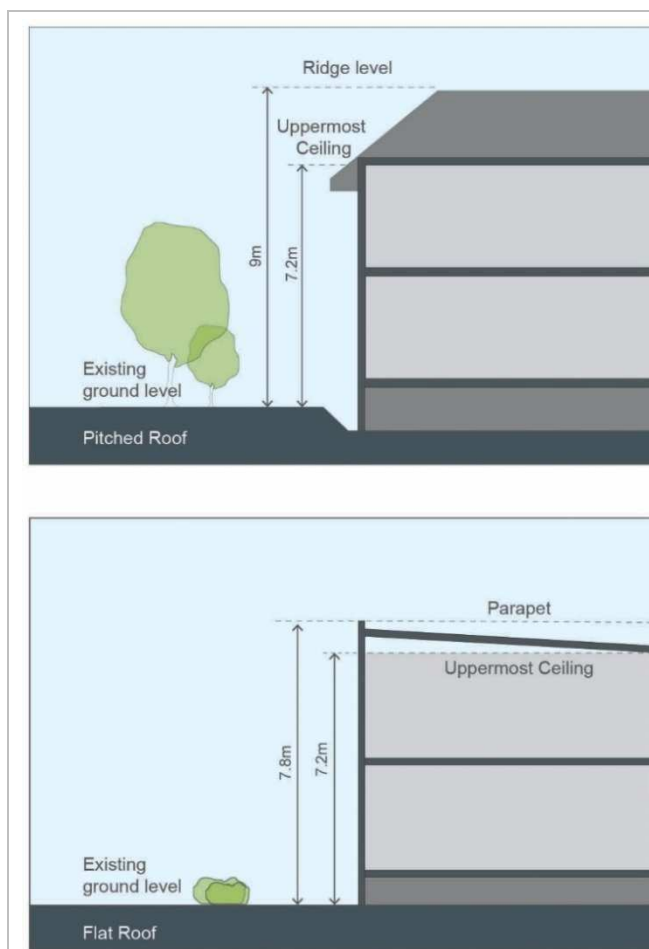 Ridge level
Uppermost
Ceiling
9m
7.2m
Existing
ground level
Pitched Roof
Parapet
Uppermost Ceiling
7.8m
7.2m
Existing
ground level
Flat Roof